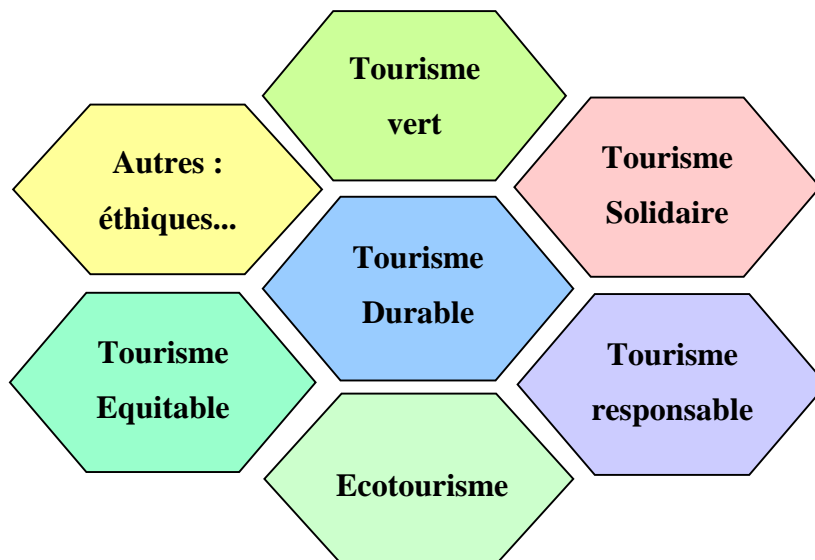 Tourisme
vert
Autres :
éthiques...
Tourisme
Solidaire
Tourisme
Durable
Tourisme
Equitable
Tourisme
responsable
Ecotourisme